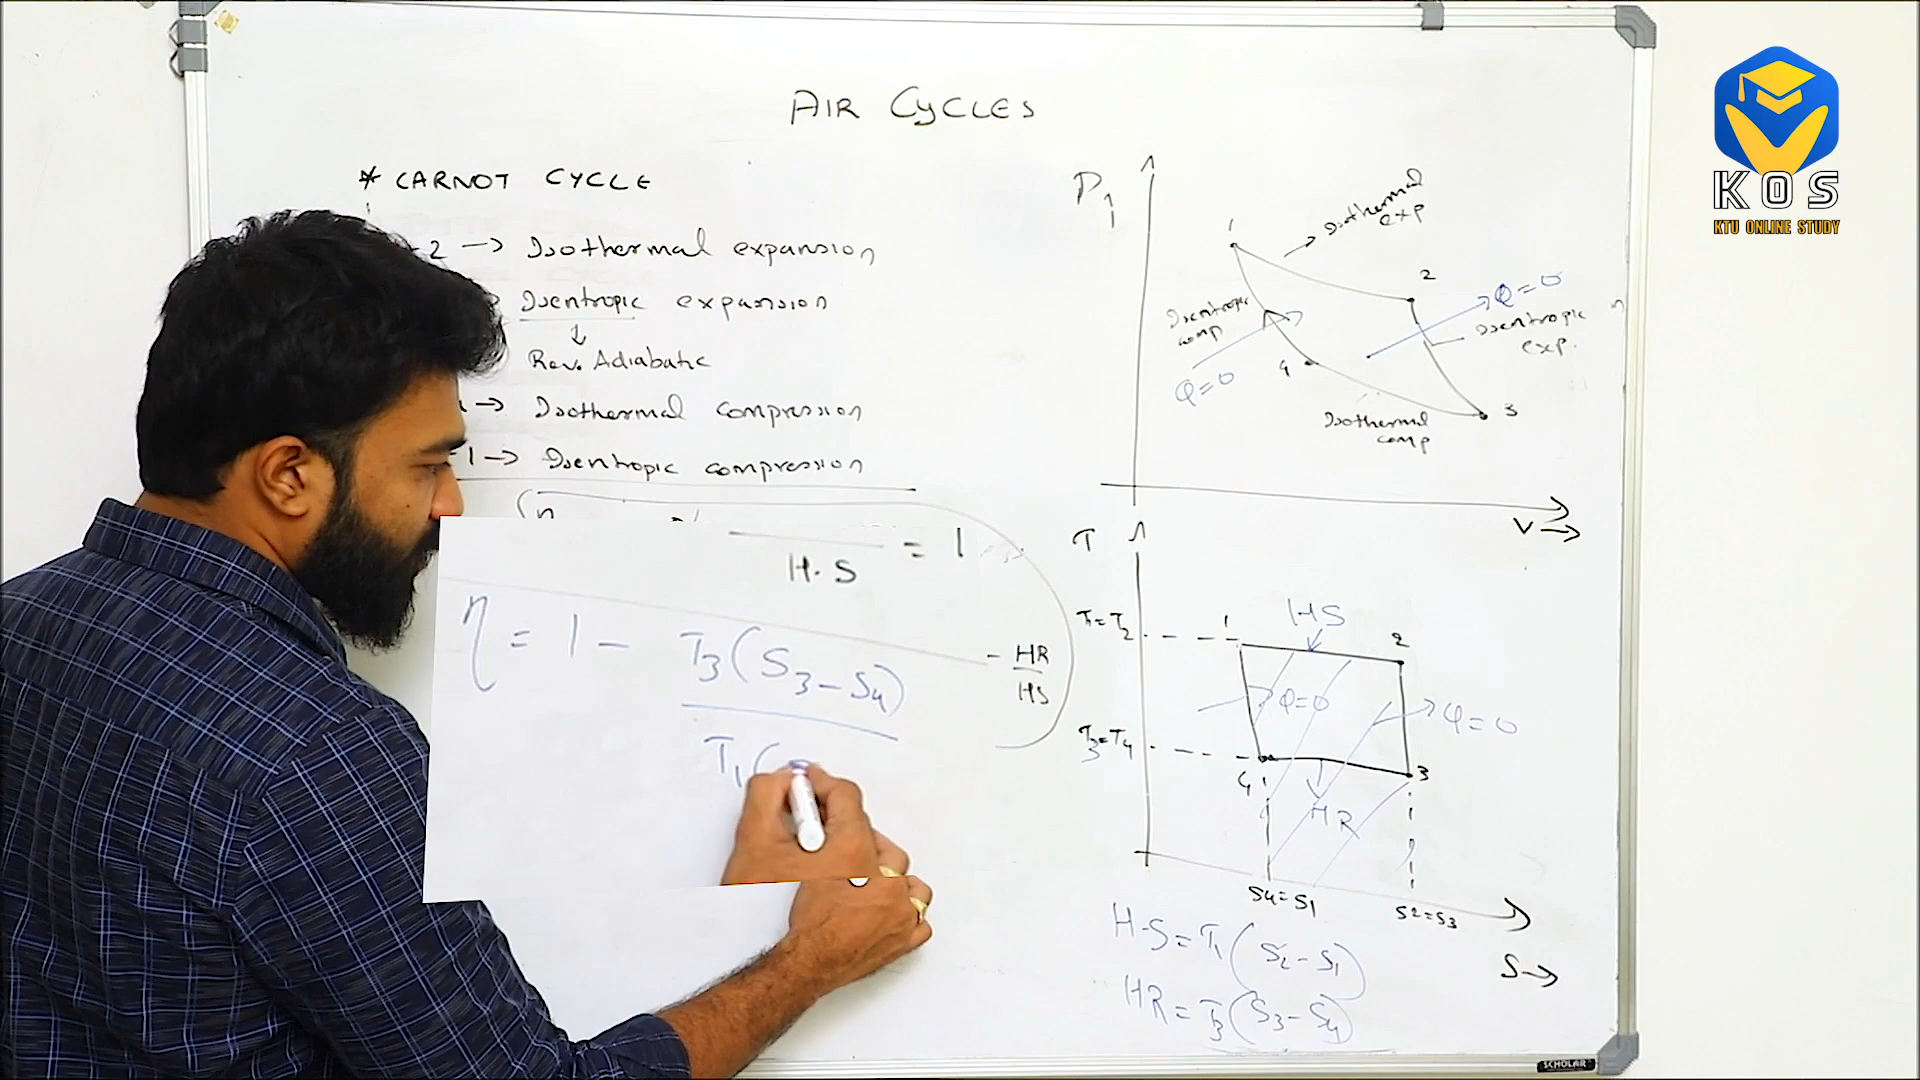 AIR CYCLES
* CARNOT CYCLE
2 → Isothermal expansion
Isentropic expansion
↓
Rev. Adiabatic
→ Isothermal compression
-1 → Isentropic compression
(η
H.S = 1
- HR
HS
η = 1 - T3(S3-S4)
T1(
P↑
1
→ Isothermal
exp
2
Q=0
Isentropic
comp
Isentropic
exp.
Q=0
4
3
Isothermal
comp
V→
T
T1=T2
1
HS
2
Q=0
Q=0
T3=T4
4
3
HR
S4=S1
S2=S3
S→
H.S=T1(S2-S1)
HR=T3(S3-S4)
KOS
KTU ONLINE STUDY
SCHOLAR